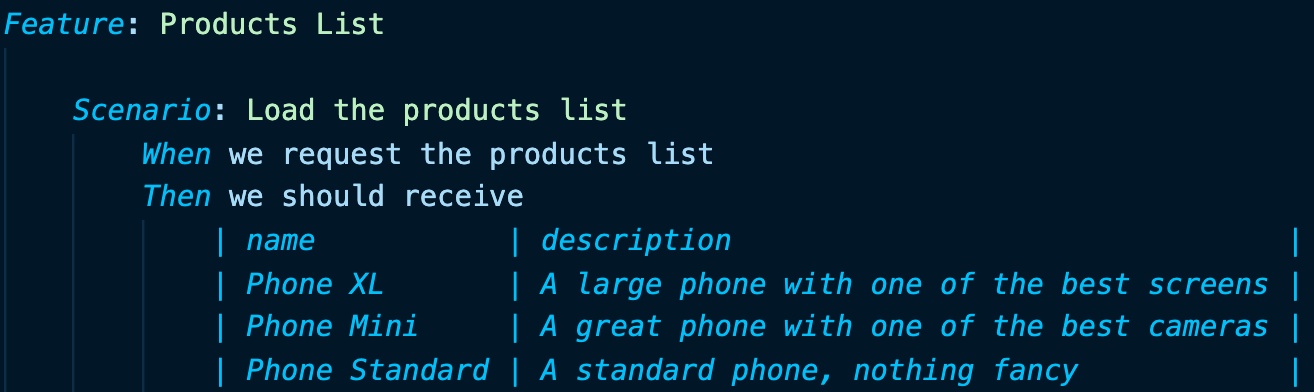 Feature: Products List
Scenario: Load the products list
When we request the products list
Then we should receive
| name | description |
| Phone XL | A large phone with one of the best screens |
| Phone Mini | A great phone with one of the best cameras |
| Phone Standard | A standard phone, nothing fancy |